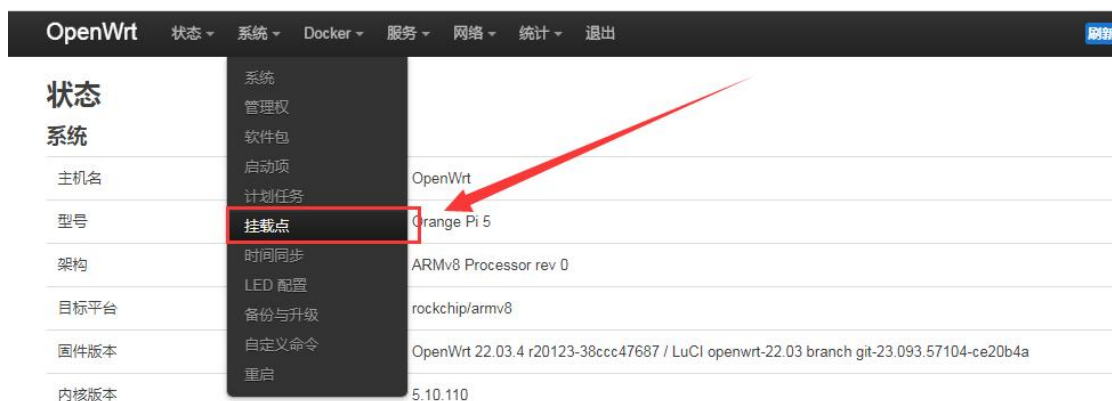 OpenWrt 状态 系统 Docker 服务 网络 统计 退出 刷新
状态
系统
系统
管理权
软件包
启动项
计划任务
挂载点
时间同步
LED 配置
备份与升级
自定义命令
重启
主机名 OpenWrt
型号 Orange Pi 5
架构 ARMv8 Processor rev 0
目标平台 rockchip/armv8
固件版本 OpenWrt 22.03.4 r20123-38ccc47687 / LuCI openwrt-22.03 branch git-23.093.57104-ce20b4a
内核版本 5.10.110